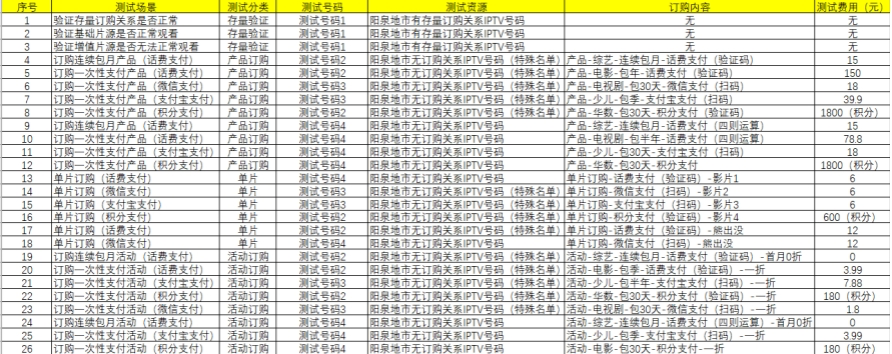 序号 测试场景 测试分类 测试号码 测试资源 订购内容 测试费用（元）
1 验证存量订购关系是否正常 存量验证 测试号码1 阳泉地市有存量订购关系IPTV号码 无 无
2 验证基础片源是否正常观看 存量验证 测试号码1 阳泉地市有存量订购关系IPTV号码 无 无
3 验证增值片源是否无法正常观看 存量验证 测试号码1 阳泉地市有存量订购关系IPTV号码 无 无
4 订购连续包月产品（话费支付） 产品订购 测试号码2 阳泉地市无订购关系IPTV号码（特殊名单） 产品-综艺-连续包月-话费支付（验证码） 15
5 订购一次性支付产品（话费支付） 产品订购 测试号码2 阳泉地市无订购关系IPTV号码（特殊名单） 产品-电影-包年-话费支付（验证码） 150
6 订购一次性支付产品（微信支付） 产品订购 测试号码3 阳泉地市无订购关系IPTV号码（特殊名单） 产品-电视剧-包30天-微信支付（扫码） 18
7 订购一次性支付产品（支付宝支付） 产品订购 测试号码3 阳泉地市无订购关系IPTV号码（特殊名单） 产品-少儿-包季-支付宝支付（扫码） 39.9
8 订购一次性支付产品（积分支付） 产品订购 测试号码2 阳泉地市无订购关系IPTV号码（特殊名单） 产品-华数-包30天-积分支付（验证码） 1800（积分）
9 订购连续包月产品（话费支付） 产品订购 测试号码4 阳泉地市无订购关系IPTV号码 产品-综艺-连续包月-话费支付（四则运算） 15
10 订购一次性支付产品（话费支付） 产品订购 测试号码4 阳泉地市无订购关系IPTV号码 产品-电视剧-包半年-话费支付（四则运算） 78.8
11 订购一次性支付产品（支付宝支付） 产品订购 测试号码4 阳泉地市无订购关系IPTV号码 产品-少儿-包30天-支付宝支付（扫码） 18
12 订购一次性支付产品（积分支付） 产品订购 测试号码4 阳泉地市无订购关系IPTV号码 产品-华数-包30天-积分支付 1800（积分）
13 单片订购（话费支付） 单片 测试号码4 阳泉地市无订购关系IPTV号码 单片订购-话费支付（验证码）-影片1 6
14 单片订购（微信支付） 单片 测试号码3 阳泉地市无订购关系IPTV号码（特殊名单） 单片订购-微信支付（扫码）-影片2 6
15 单片订购（支付宝支付） 单片 测试号码3 阳泉地市无订购关系IPTV号码（特殊名单） 单片订购-支付宝支付（扫码）-影片3 6
16 单片订购（积分支付） 单片 测试号码2 阳泉地市无订购关系IPTV号码（特殊名单） 单片订购-积分支付（验证码）-影片4 600（积分）
17 单片订购（话费支付） 单片 测试号码2 阳泉地市无订购关系IPTV号码（特殊名单） 单片订购-话费支付（验证码）-熊出没 12
18 单片订购（微信支付） 单片 测试号码4 阳泉地市无订购关系IPTV号码 单片订购-微信支付（扫码）-熊出没 12
19 订购连续包月活动（话费支付） 活动订购 测试号码2 阳泉地市无订购关系IPTV号码（特殊名单） 活动-综艺-连续包月-话费支付（验证码）-首月0折 0
20 订购一次性支付活动（话费支付） 活动订购 测试号码2 阳泉地市无订购关系IPTV号码（特殊名单） 活动-电影-包季-话费支付（验证码）-一折 3.99
21 订购一次性支付活动（支付宝支付） 活动订购 测试号码3 阳泉地市无订购关系IPTV号码（特殊名单） 活动-少儿-包半年-支付宝支付（扫码）-一折 7.88
22 订购一次性支付活动（积分支付） 活动订购 测试号码2 阳泉地市无订购关系IPTV号码（特殊名单） 活动-华数-包30天-积分支付（验证码）-一折 180（积分）
23 订购一次性支付活动（微信支付） 活动订购 测试号码3 阳泉地市无订购关系IPTV号码（特殊名单） 活动-电视剧-包30天-微信支付（扫码）-一折 1.8
24 订购连续包月活动（话费支付） 活动订购 测试号码4 阳泉地市无订购关系IPTV号码 活动-综艺-连续包月-话费支付（四则运算）-首月0折 0
25 订购一次性支付活动（支付宝支付） 活动订购 测试号码4 阳泉地市无订购关系IPTV号码 活动-少儿-包季-支付宝支付（扫码）-一折 3.99
26 订购一次性支付活动（积分支付） 活动订购 测试号码4 阳泉地市无订购关系IPTV号码 活动-电影-包30天-积分支付-一折 180（积分）